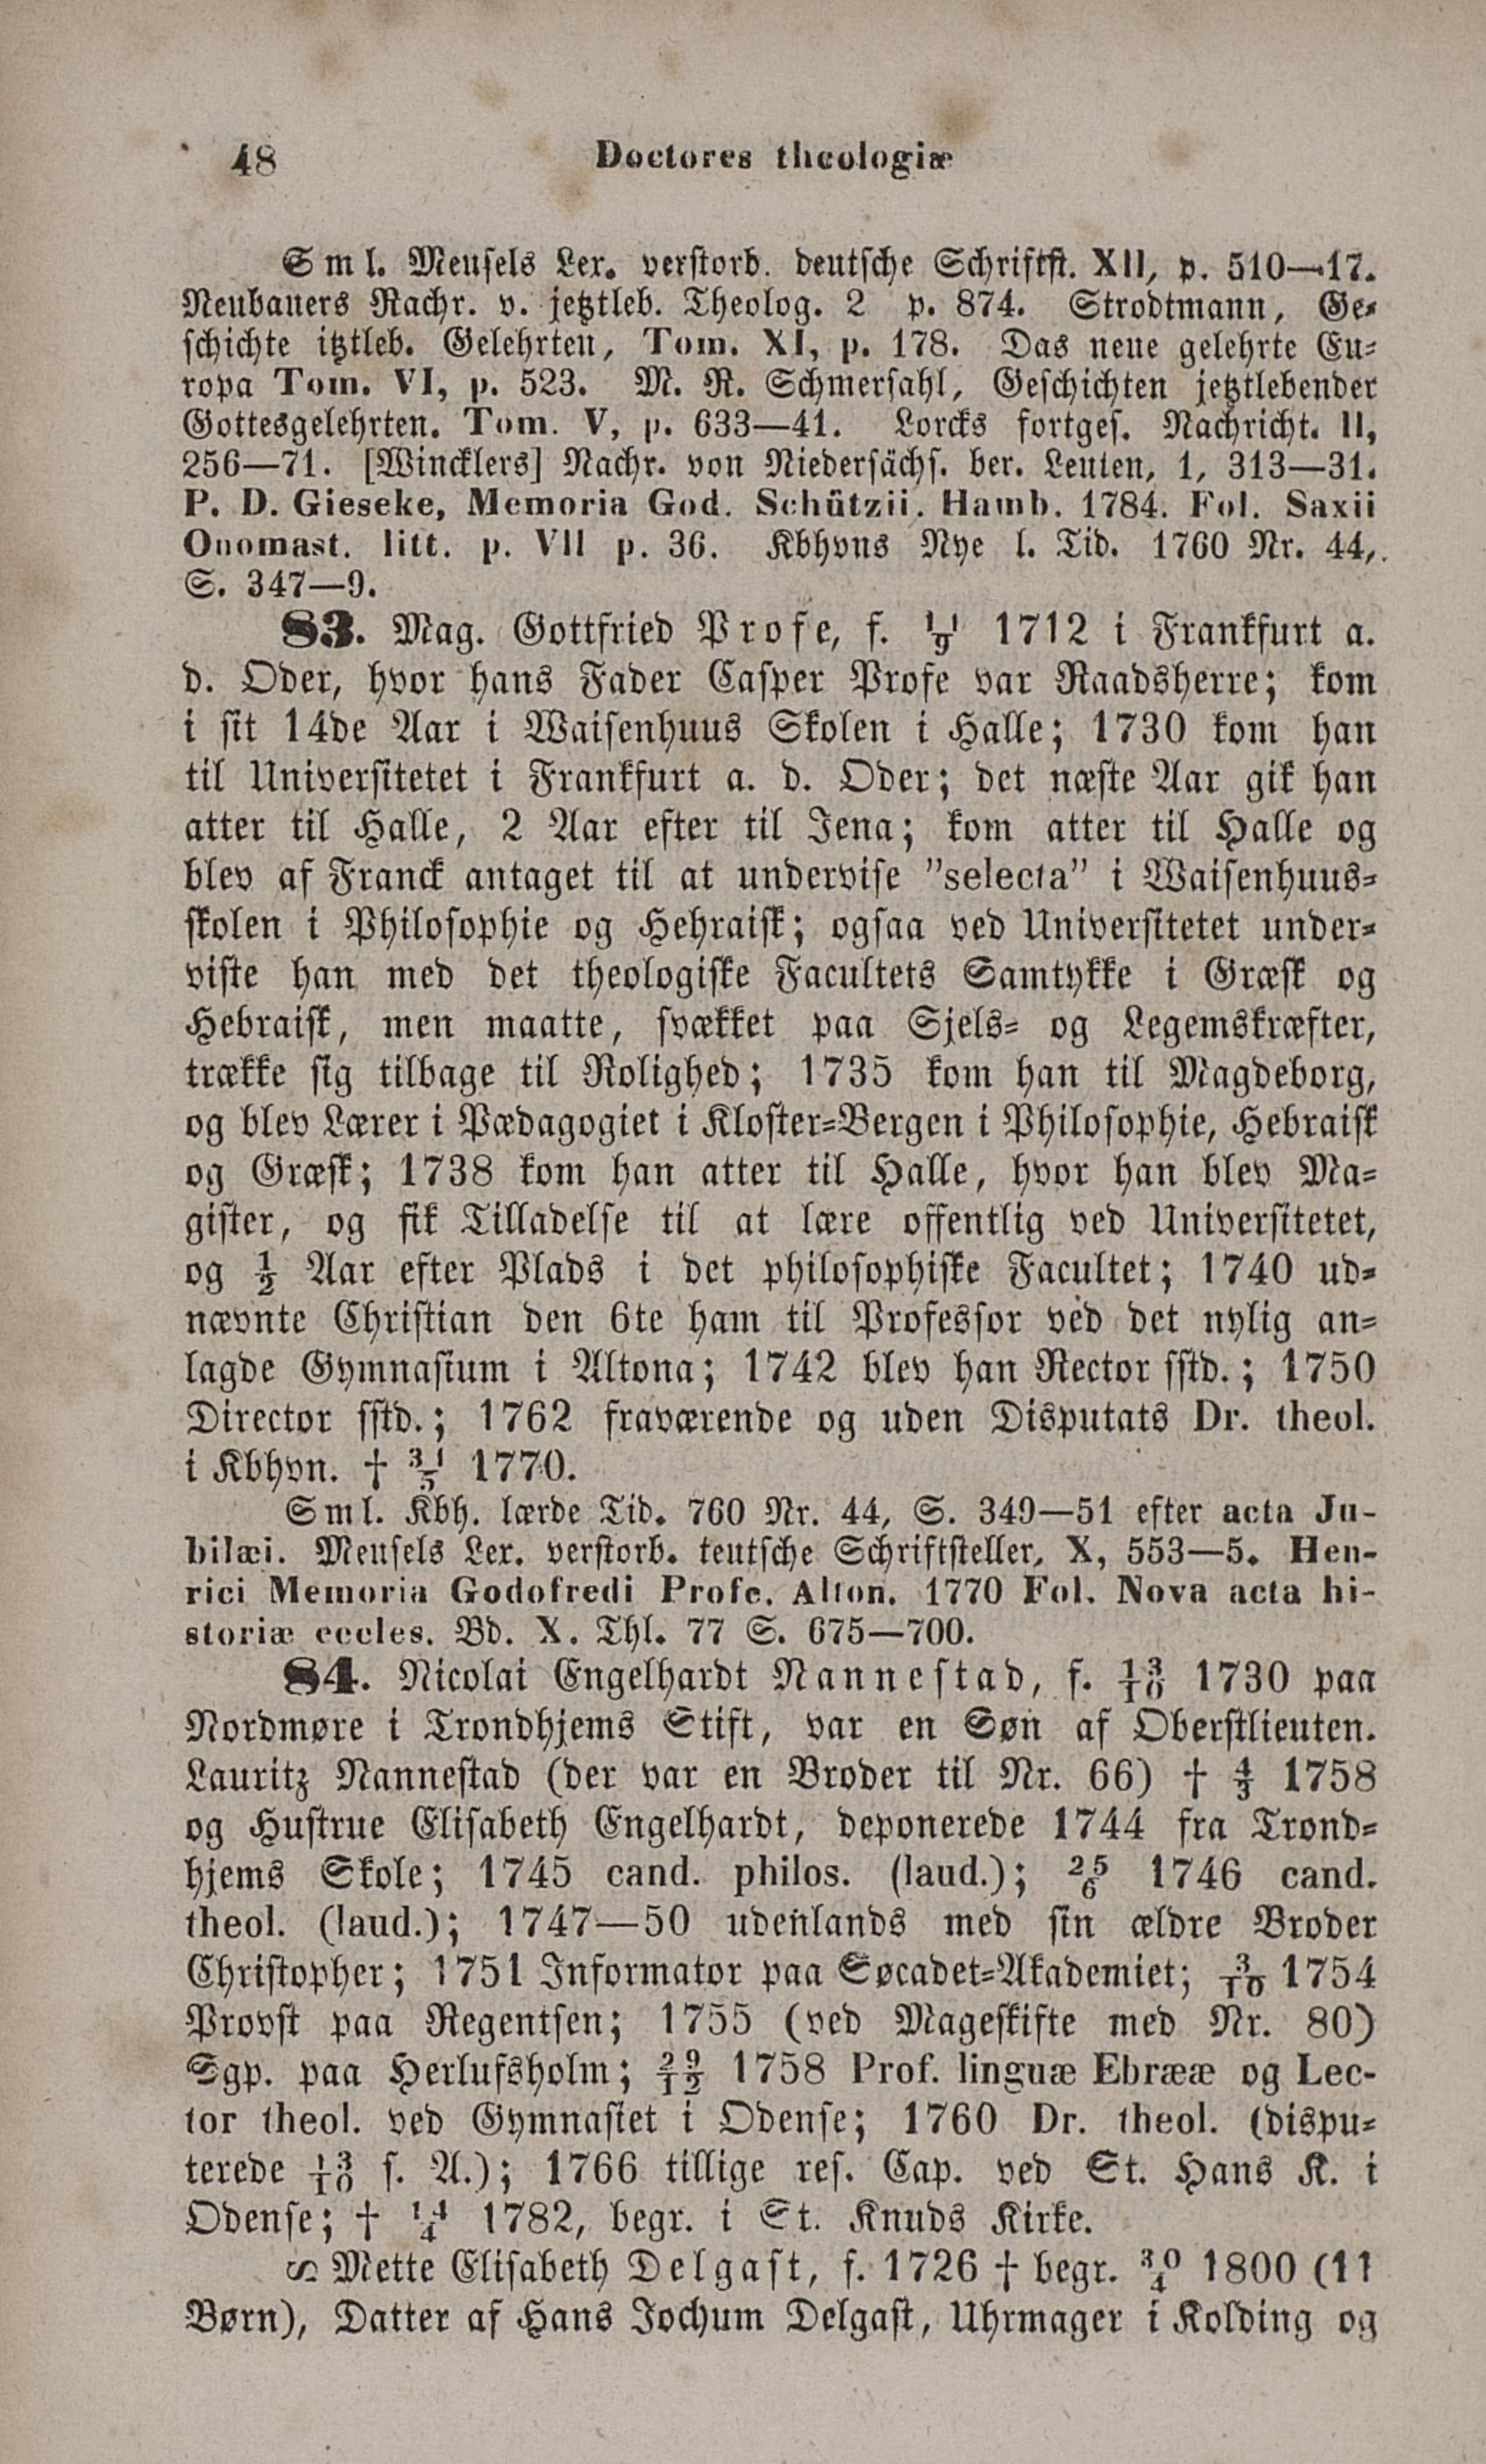 48 Doctores theologiæ
Sml. Meusels Lex. verstorb. deutsche Schriftst. XII, p. 510—17.
Neubauers Nachr. v. jetztleb. Theolog. 2 p. 874. Strodtmann, Ge-
schichte itztleb. Gelehrten, Tom. XI, p. 178. Das neue gelehrte Eu-
ropa Tom. VI, p. 523. M. R. Schmersahl, Geschichten jetztlebender
Gottesgelehrten. Tom. V, p. 633—41. Lorcks fortges. Nachricht. II,
256—71. [Wincklers] Nachr. von Niedersächs. ber. Leuten, 1, 313—31.
P. D. Gieseke, Memoria God. Schützii. Hamb. 1784. Fol. Saxii
Onomast. litt. p. VII p. 36. Kbhvns Nye l. Tid. 1760 Nr. 44,
S. 347—9.
83. Mag. Gottfried Profe, f. 11/9 1712 i Frankfurt a.
d. Oder, hvor hans Fader Casper Profe var Raadsherre; kom
i sit 14de Aar i Waisenhuus Skolen i Halle; 1730 kom han
til Universitetet i Frankfurt a. d. Oder; det næste Aar gik han
atter til Halle, 2 Aar efter til Jena; kom atter til Halle og
blev af Franck antaget til at undervise "selecta" i Waisenhuus-
skolen i Philosophie og Hehraisk; ogsaa ved Universitetet under-
viste han med det theologiske Facultets Samtykke i Græsk og
Hebraisk, men maatte, svækket paa Sjels- og Legemskræfter,
trække sig tilbage til Rolighed; 1735 kom han til Magdeborg,
og blev Lærer i Pædagogiet i Kloster-Bergen i Philosophie, Hebraisk
og Græsk; 1738 kom han atter til Halle, hvor han blev Ma-
gister, og fik Tilladelse til at lære offentlig ved Universitetet,
og 1/2 Aar efter Plads i det philosophiske Facultet; 1740 ud-
nævnte Christian den 6te ham til Professor ved det nylig an-
lagde Gymnasium i Altona; 1742 blev han Rector sstd.; 1750
Director sstd.; 1762 fraværende og uden Disputats Dr. theol.
i Kbhvn. † 31/5 1770.
Sml. Kbh. lærde Tid. 760 Nr. 44, S. 349—51 efter acta Ju-
bilæi. Meusels Lex. verstorb. teutsche Schriftsteller, X, 553—5. Hen-
rici Memoria Godofredi Profe. Alton. 1770 Fol. Nova acta hi-
storiæ eccles. Bd. X. Thl. 77 S. 675—700.
84. Nicolai Engelhardt Nannestad, f. 13/10 1730 paa
Nordmøre i Trondhjems Stift, var en Søn af Oberstlieuten.
Lauritz Nannestad (der var en Broder til Nr. 66) † 4/3 1758
og Hustrue Elisabeth Engelhardt, deponerede 1744 fra Trond-
hjems Skole; 1745 cand. philos. (laud.); 25/6 1746 cand.
theol. (laud.); 1747—50 udenlands med sin ældre Broder
Christopher; 1751 Informator paa Søcadet-Akademiet; 3/10 1754
Provst paa Regentsen; 1755 (ved Mageskifte med Nr. 80)
Sgp. paa Herlufsholm; 29/12 1758 Prof. linguæ Ebrææ og Lec-
tor theol. ved Gymnasiet i Odense; 1760 Dr. theol. (dispu-
terede 13/10 s. A.); 1766 tillige res. Cap. ved St. Hans K. i
Odense; † 14/4 1782, begr. i St. Knuds Kirke.
∽ Mette Elisabeth Delgast, f. 1726 † begr. 30/4 1800 (11
Børn), Datter af Hans Jochum Delgast, Uhrmager i Kolding og